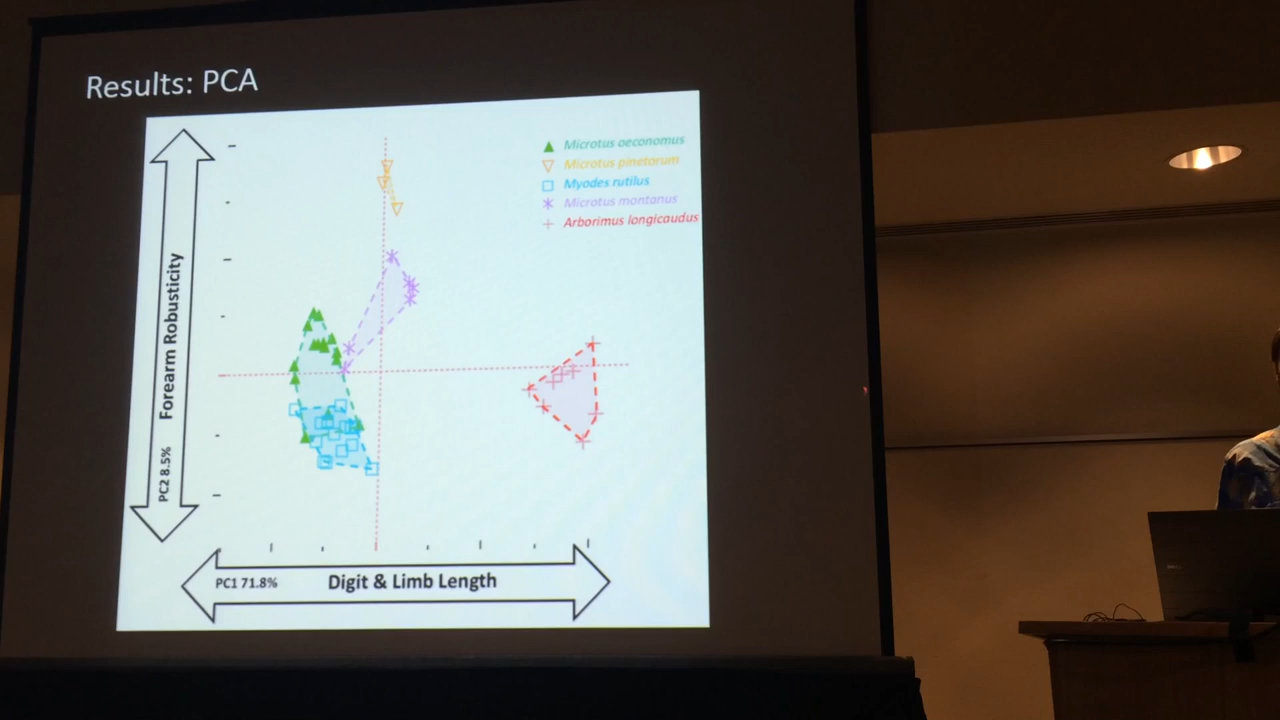 Results: PCA
Microtus oeconomus
Microtus pinetorum
Myodes rutilus
Microtus montanus
Arborimus longicaudus
Forearm Robusticity
PC2 8.5%
PC1 71.8%
Digit & Limb Length
DELL